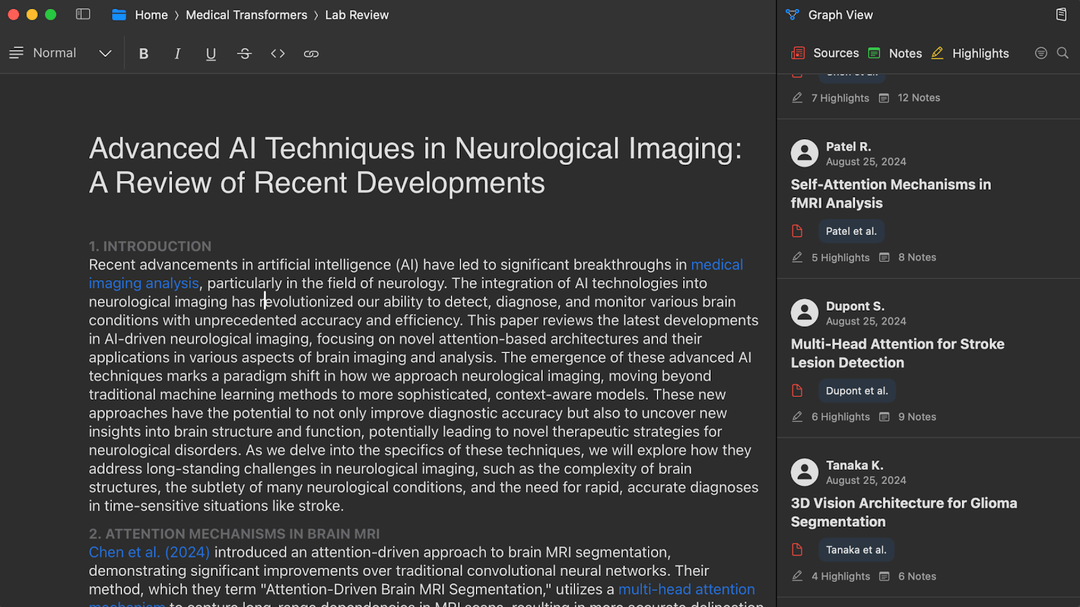 Home > Medical Transformers > Lab Review
Graph View
Normal B I U S <>
Sources Notes Highlights
Advanced AI Techniques in Neurological Imaging:
A Review of Recent Developments
1. INTRODUCTION
Recent advancements in artificial intelligence (AI) have led to significant breakthroughs in medical
imaging analysis, particularly in the field of neurology. The integration of AI technologies into
neurological imaging has revolutionized our ability to detect, diagnose, and monitor various brain
conditions with unprecedented accuracy and efficiency. This paper reviews the latest developments
in AI-driven neurological imaging, focusing on novel attention-based architectures and their
applications in various aspects of brain imaging and analysis. The emergence of these advanced AI
techniques marks a paradigm shift in how we approach neurological imaging, moving beyond
traditional machine learning methods to more sophisticated, context-aware models. These new
approaches have the potential to not only improve diagnostic accuracy but also to uncover new
insights into brain structure and function, potentially leading to novel therapeutic strategies for
neurological disorders. As we delve into the specifics of these techniques, we will explore how they
address long-standing challenges in neurological imaging, such as the complexity of brain
structures, the subtlety of many neurological conditions, and the need for rapid, accurate diagnoses
in time-sensitive situations like stroke.
2. ATTENTION MECHANISMS IN BRAIN MRI
Chen et al. (2024) introduced an attention-driven approach to brain MRI segmentation,
demonstrating significant improvements over traditional convolutional neural networks. Their
method, which they term "Attention-Driven Brain MRI Segmentation," utilizes a multi-head attention
mechanism to capture long-range dependencies in MRI scans, resulting in more accurate delineation
7 Highlights 12 Notes
Patel R.
August 25, 2024
Self-Attention Mechanisms in
fMRI Analysis
Patel et al.
5 Highlights 8 Notes
Dupont S.
August 25, 2024
Multi-Head Attention for Stroke
Lesion Detection
Dupont et al.
6 Highlights 9 Notes
Tanaka K.
August 25, 2024
3D Vision Architecture for Glioma
Segmentation
Tanaka et al.
4 Highlights 6 Notes